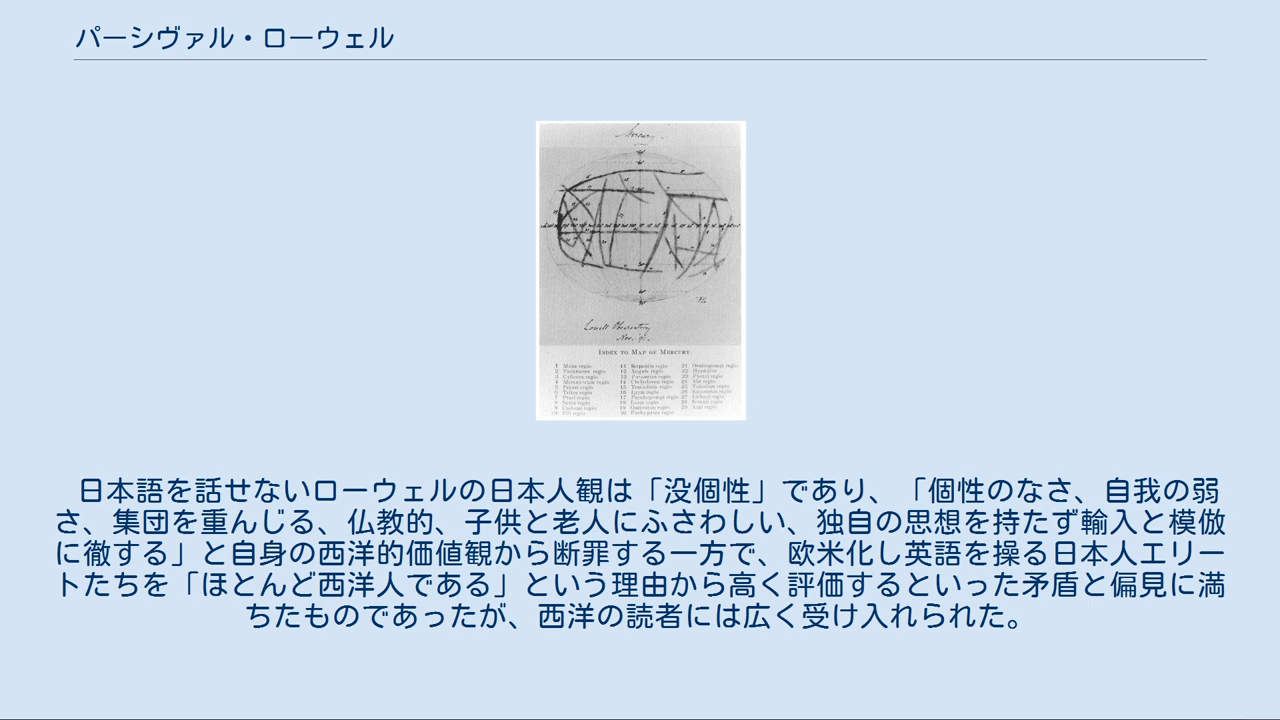 パーシヴァル・ローウェル
Mercury.
Lowell Observatory
Nov.
INDEX TO MAP OF MERCURY.
日本語を話せないローウェルの日本人観は「没個性」であり、「個性のなさ、自我の弱
さ、集団を重んじる、仏教的、子供と老人にふさわしい、独自の思想を持たず輸入と模倣
に徹する」と自身の西洋的価値観から断罪する一方で、欧米化し英語を操る日本人エリー
トたちを「ほとんど西洋人である」という理由から高く評価するといった矛盾と偏見に満
ちたものであったが、西洋の読者には広く受け入れられた。